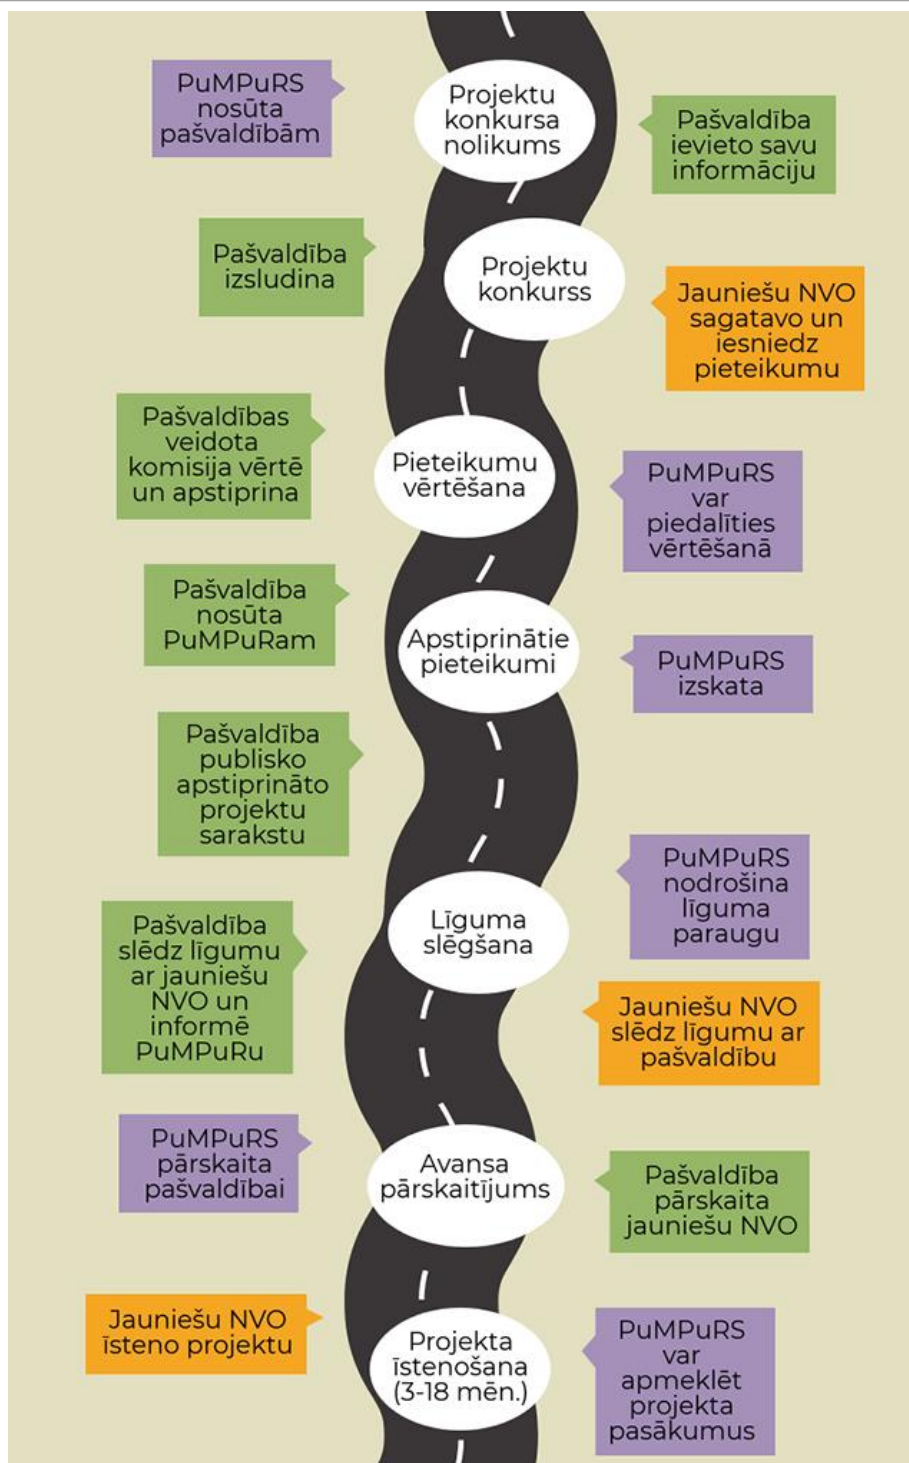 PuMPuRS
nosūta
pašvaldībām
Projektu
konkursa
nolikums
Pašvaldība
ievieto savu
informāciju
Pašvaldība
izsludina
Projektu
konkurss
Jauniešu NVO
sagatavo un
iesniedz
pieteikumu
Pašvaldības
veidota
komisija vērtē
un apstiprina
Pieteikumu
vērtēšana
PuMPuRS
var
piedalīties
vērtēšanā
Pašvaldība
nosūta
PuMPuRam
Apstiprinātie
pieteikumi
PuMPuRS
izskata
Pašvaldība
publisko
apstiprināto
projektu
sarakstu
PuMPuRS
nodrošina
līguma
paraugu
Līguma
slēgšana
Pašvaldība
slēdz līgumu
ar jauniešu
NVO un
informē
PuMPuRu
Jauniešu NVO
slēdz līgumu ar
pašvaldību
PuMPuRS
pārskaita
pašvaldībai
Avansa
pārskaitījums
Pašvaldība
pārskaita
jauniešu NVO
Jauniešu NVO
īsteno projektu
Projekta
īstenošana
(3-18 mēn.)
PuMPuRS
var
apmeklēt
projekta
pasākumus